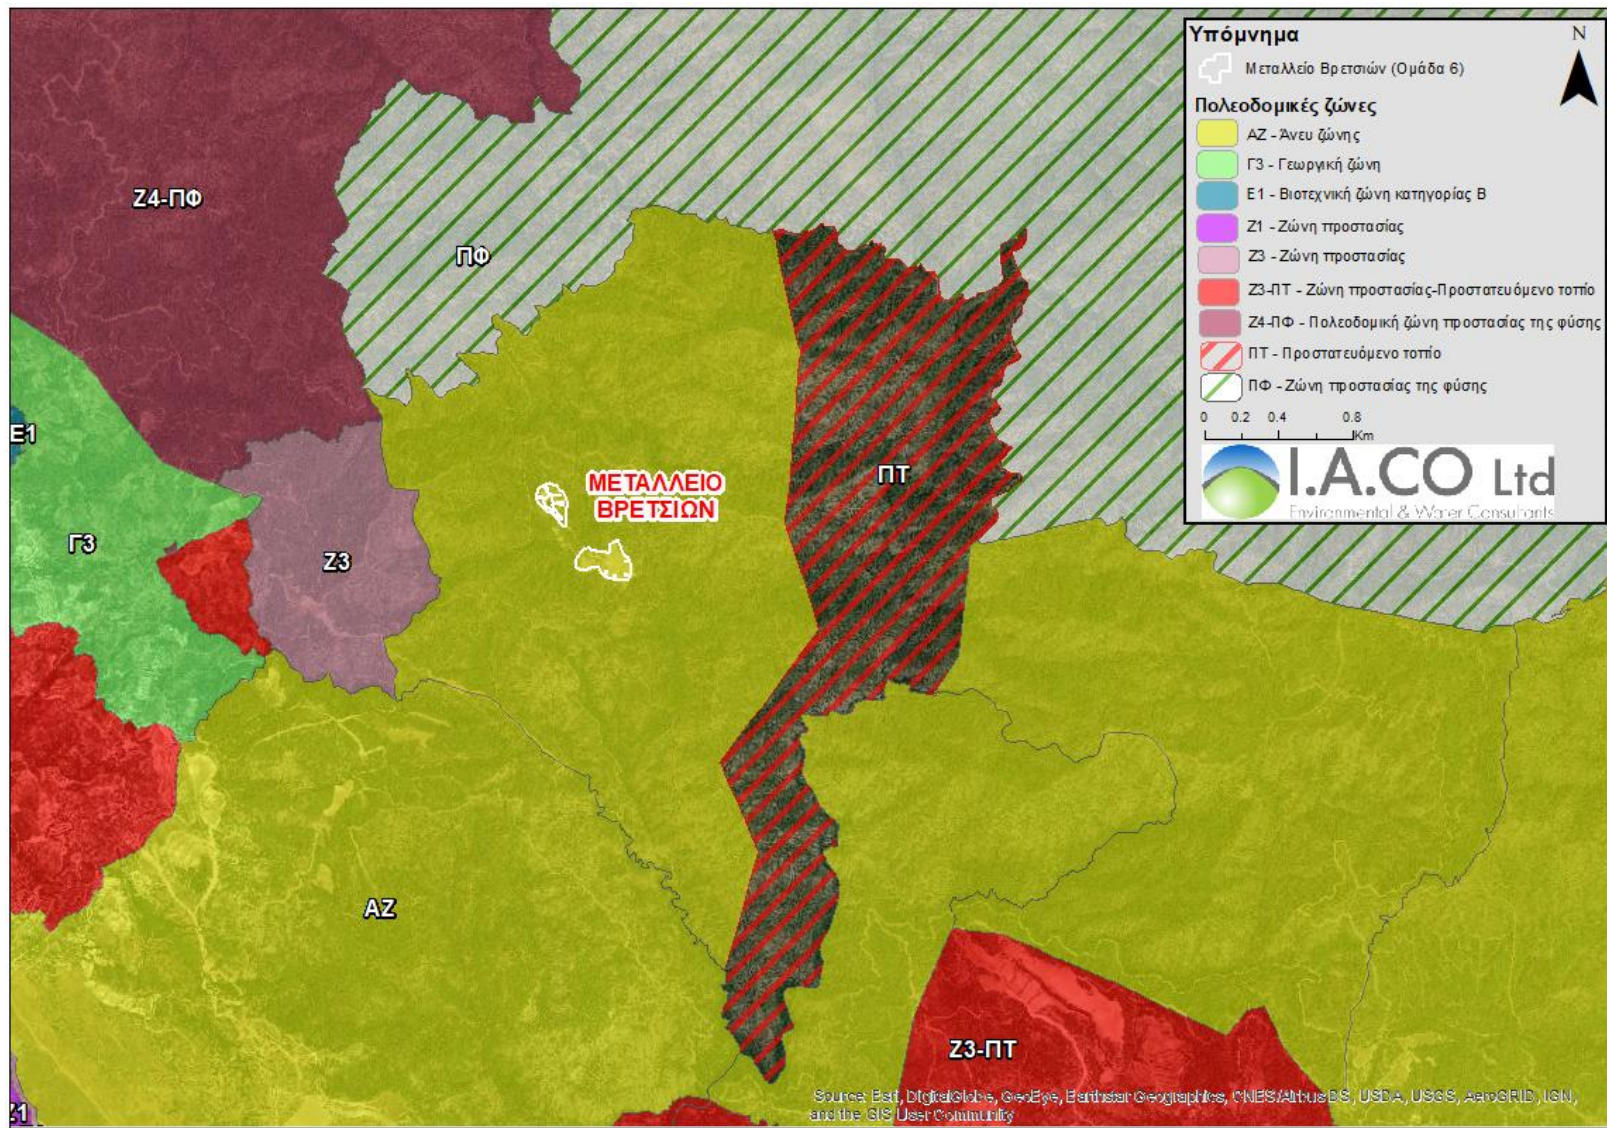 Υπόμνημα
N
Μεταλλείο Βρετσιών (Ομάδα 6)
Πολεοδομικές ζώνες
ΑΖ - Άνευ ζώνης
Γ3 - Γεωργική ζώνη
Ε1 - Βιοτεχνική ζώνη κατηγορίας Β
Ζ1 - Ζώνη προστασίας
Ζ3 - Ζώνη προστασίας
Ζ3-ΠΤ - Ζώνη προστασίας-Προστατευόμενο τοπίο
Ζ4-ΠΦ - Πολεοδομική ζώνη προστασίας της φύσης
ΠΤ - Προστατευόμενο τοπίο
ΠΦ - Ζώνη προστασίας της φύσης
0 0.2 0.4 0.8
Km
I.A.CO Ltd
Environmental & Water Consultants
Ζ4-ΠΦ
ΠΦ
Ε1
ΠΤ
ΜΕΤΑΛΛΕΙΟ
ΒΡΕΤΣΙΩΝ
Γ3
Ζ3
ΑΖ
Ζ3-ΠΤ
Ζ1
Source: Esri, DigitalGlobe, GeoEye, Earthstar Geographics, CNES/Airbus DS, USDA, USGS, AeroGRID, IGN,
and the GIS User Community